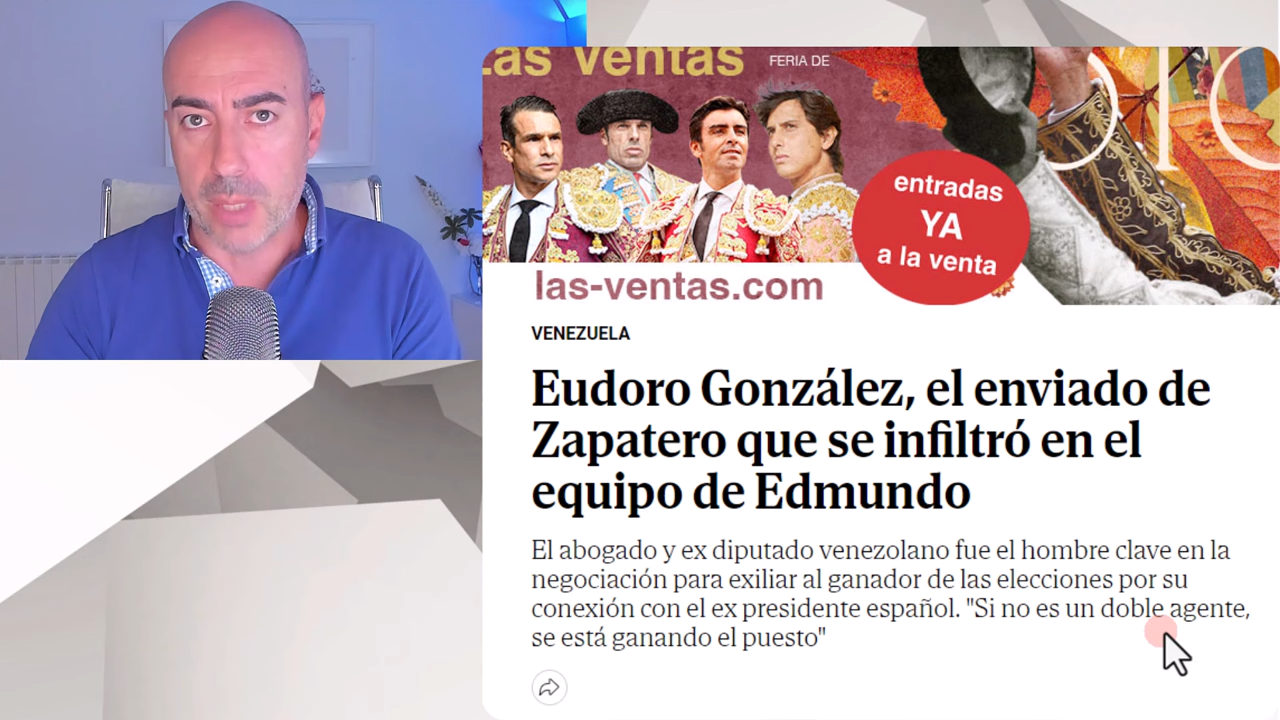 Las Ventas
FERIA DE
entradas
YA
a la venta
las-ventas.com
VENEZUELA
Eudoro González, el enviado de
Zapatero que se infiltró en el
equipo de Edmundo
El abogado y ex diputado venezolano fue el hombre clave en la
negociación para exiliar al ganador de las elecciones por su
conexión con el ex presidente español. "Si no es un doble agente,
se está ganando el puesto"